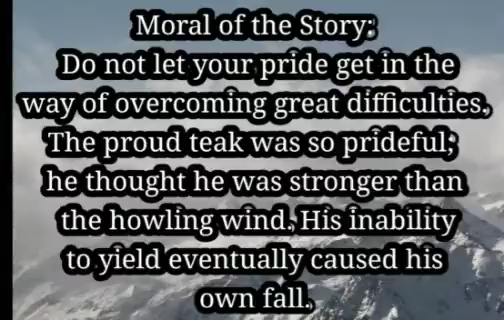 Moral of the Story:
Do not let your pride get in the
way of overcoming great difficulties.
The proud teak was so prideful;
he thought he was stronger than
the howling wind. His inability
to yield eventually caused his
own fall.